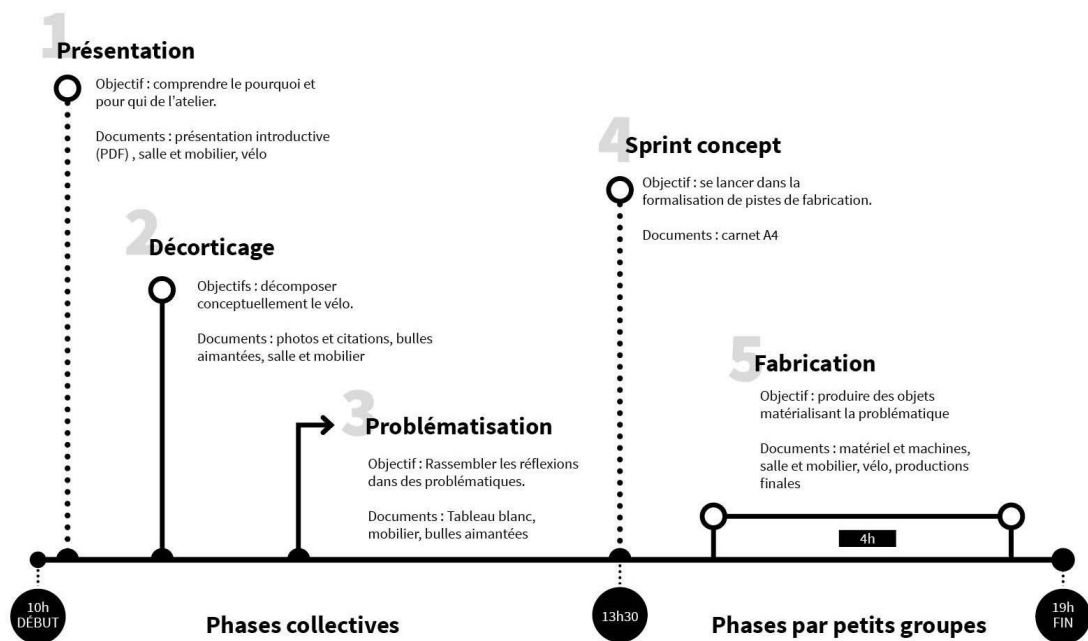 1
Présentation
Objectif : comprendre le pourquoi et
pour qui de l'atelier.
Documents : présentation introductive
(PDF) , salle et mobilier, vélo
2
Décorticage
Objectifs : décomposer
conceptuellement le vélo.
Documents : photos et citations, bulles
aimantées, salle et mobilier
3
Problématisation
Objectif : Rassembler les réflexions
dans des problématiques.
Documents : Tableau blanc,
mobilier, bulles aimantées
4
Sprint concept
Objectif : se lancer dans la
formalisation de pistes de fabrication.
Documents : carnet A4
5
Fabrication
Objectif : produire des objets
matérialisant la problématique
Documents : matériel et machines,
salle et mobilier, vélo, productions
finales
4h
10h
DÉBUT
Phases collectives
13h30
Phases par petits groupes
19h
FIN